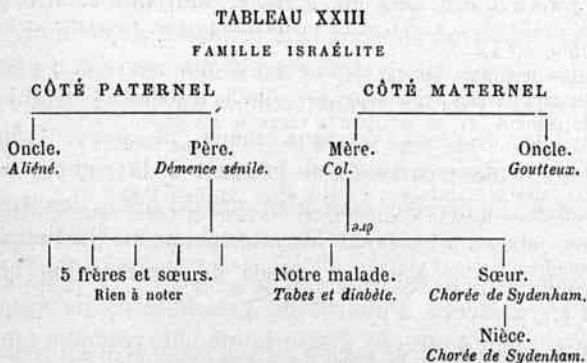 TABLEAU XXIII
FAMILLE ISRAÉLITE
CÔTÉ PATERNEL CÔTÉ MATERNEL
Oncle. Père. Mère. Oncle.
Aliéné. Démence sénile. Col. Goutteux.
5 frères et sœurs. Notre malade. Sœur.
Rien à noter Tabes et diabète. Chorée de Sydenham.
Nièce.
Chorée de Sydenham.